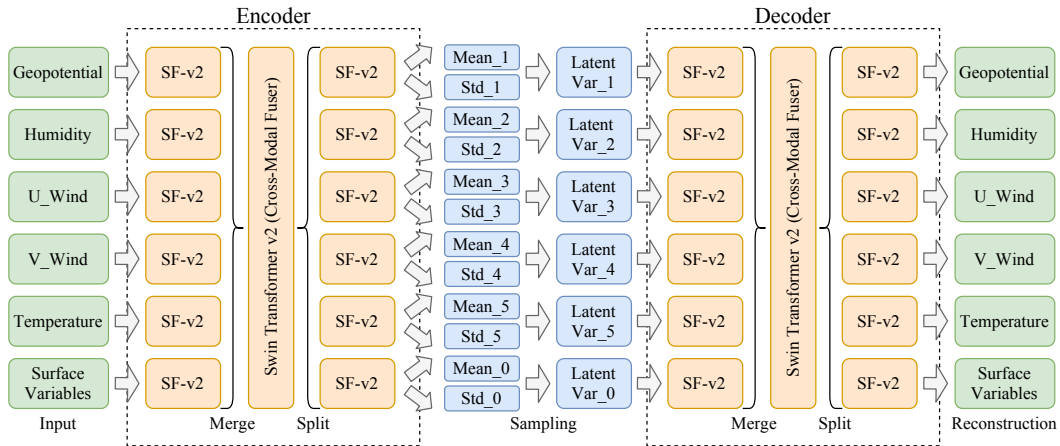 Encoder
Decoder
Geopotential
SF-v2
SF-v2
Mean_1
Std_1
Latent
Var_1
SF-v2
SF-v2
Geopotential
Humidity
SF-v2
SF-v2
Mean_2
Std_2
Latent
Var_2
SF-v2
SF-v2
Humidity
U_Wind
SF-v2
SF-v2
Mean_3
Std_3
Latent
Var_3
SF-v2
SF-v2
U_Wind
V_Wind
SF-v2
SF-v2
Mean_4
Std_4
Latent
Var_4
SF-v2
SF-v2
V_Wind
Temperature
SF-v2
SF-v2
Mean_5
Std_5
Latent
Var_5
SF-v2
SF-v2
Temperature
Surface
Variables
SF-v2
SF-v2
Mean_0
Std_0
Latent
Var_0
SF-v2
SF-v2
Surface
Variables
Swin Transformer v2 (Cross-Modal Fuser)
Swin Transformer v2 (Cross-Modal Fuser)
Input
Merge
Split
Sampling
Merge
Split
Reconstruction